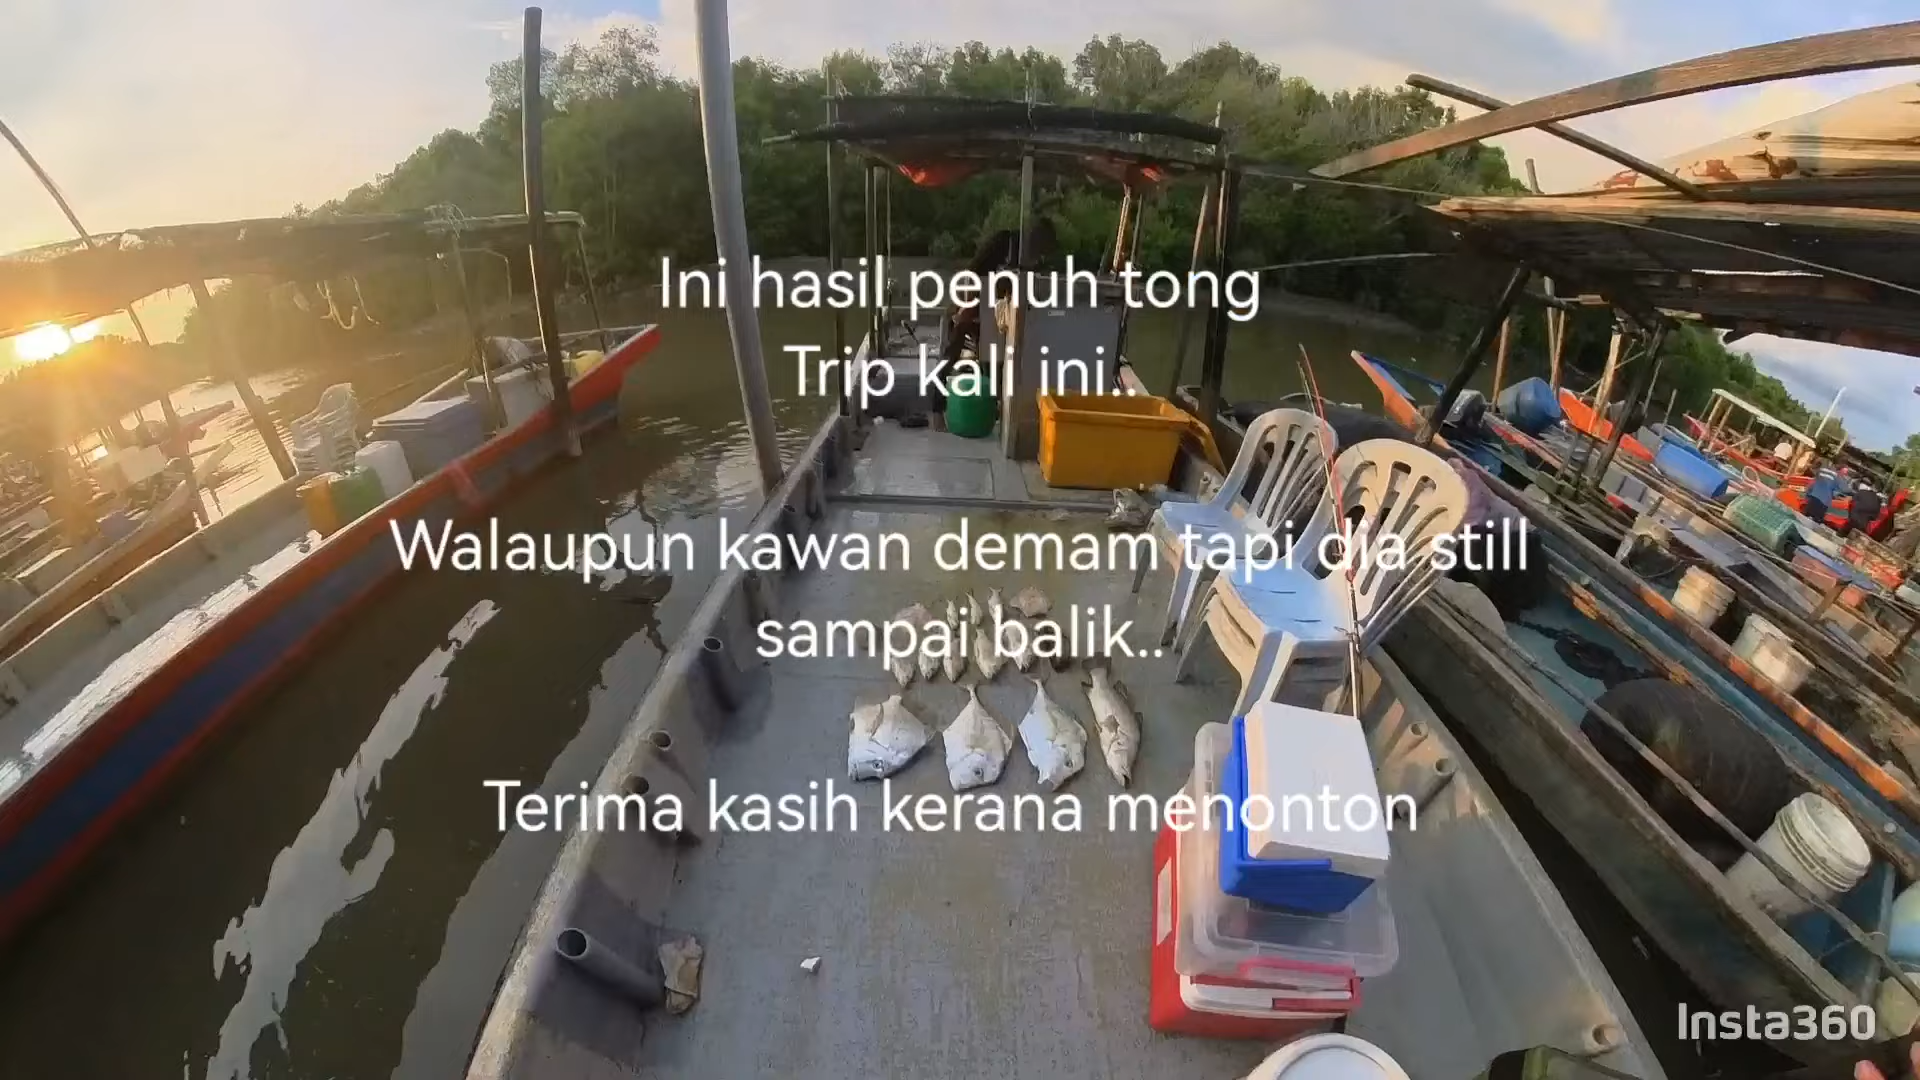 Ini hasil penuh tong
Trip kali ini..
Walaupun kawan demam tapi dia still
sampai balik..
Terima kasih kerana menonton
Insta360